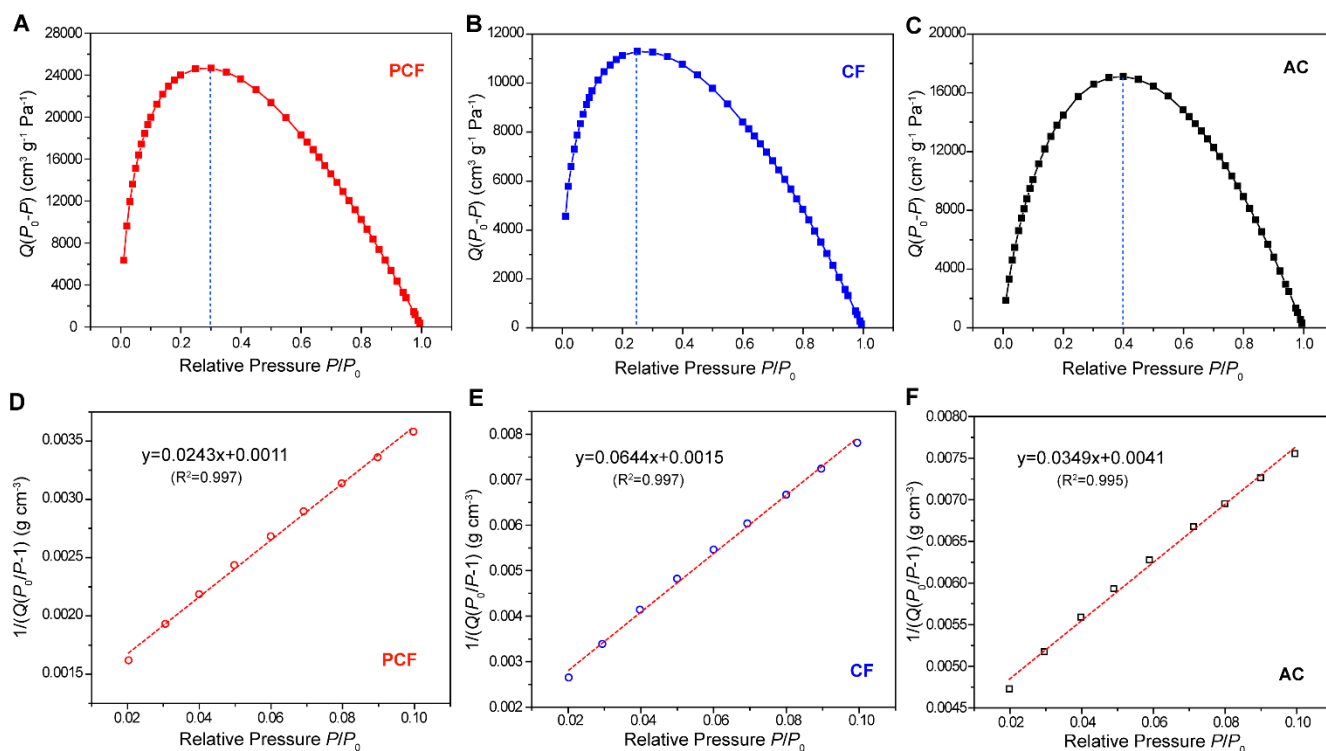 A
28000
24000
20000
16000
12000
8000
4000
0
Q(P₀-P) (cm³ g⁻¹ Pa⁻¹)
PCF
0.0 0.2 0.4 0.6 0.8 1.0
Relative Pressure P/P₀
B
12000
10000
8000
6000
4000
2000
0
Q(P₀-P) (cm³ g⁻¹ Pa⁻¹)
CF
0.0 0.2 0.4 0.6 0.8 1.0
Relative Pressure P/P₀
C
20000
16000
12000
8000
4000
0
Q(P₀-P) (cm³ g⁻¹ Pa⁻¹)
AC
0.0 0.2 0.4 0.6 0.8 1.0
Relative Pressure P/P₀
D
0.0035
0.0030
0.0025
0.0020
0.0015
1/(Q(P₀/P-1) (g cm⁻³)
y=0.0243x+0.0011
(R²=0.997)
PCF
0.02 0.04 0.06 0.08 0.10
Relative Pressure P/P₀
E
0.008
0.007
0.006
0.005
0.004
0.003
0.002
1/(Q(P₀/P-1) (g cm⁻³)
y=0.0644x+0.0015
(R²=0.997)
CF
0.02 0.04 0.06 0.08 0.10
Relative Pressure P/P₀
F
0.0080
0.0075
0.0070
0.0065
0.0060
0.0055
0.0050
0.0045
1/(Q(P₀/P-1) (g cm⁻³)
y=0.0349x+0.0041
(R²=0.995)
AC
0.02 0.04 0.06 0.08 0.10
Relative Pressure P/P₀